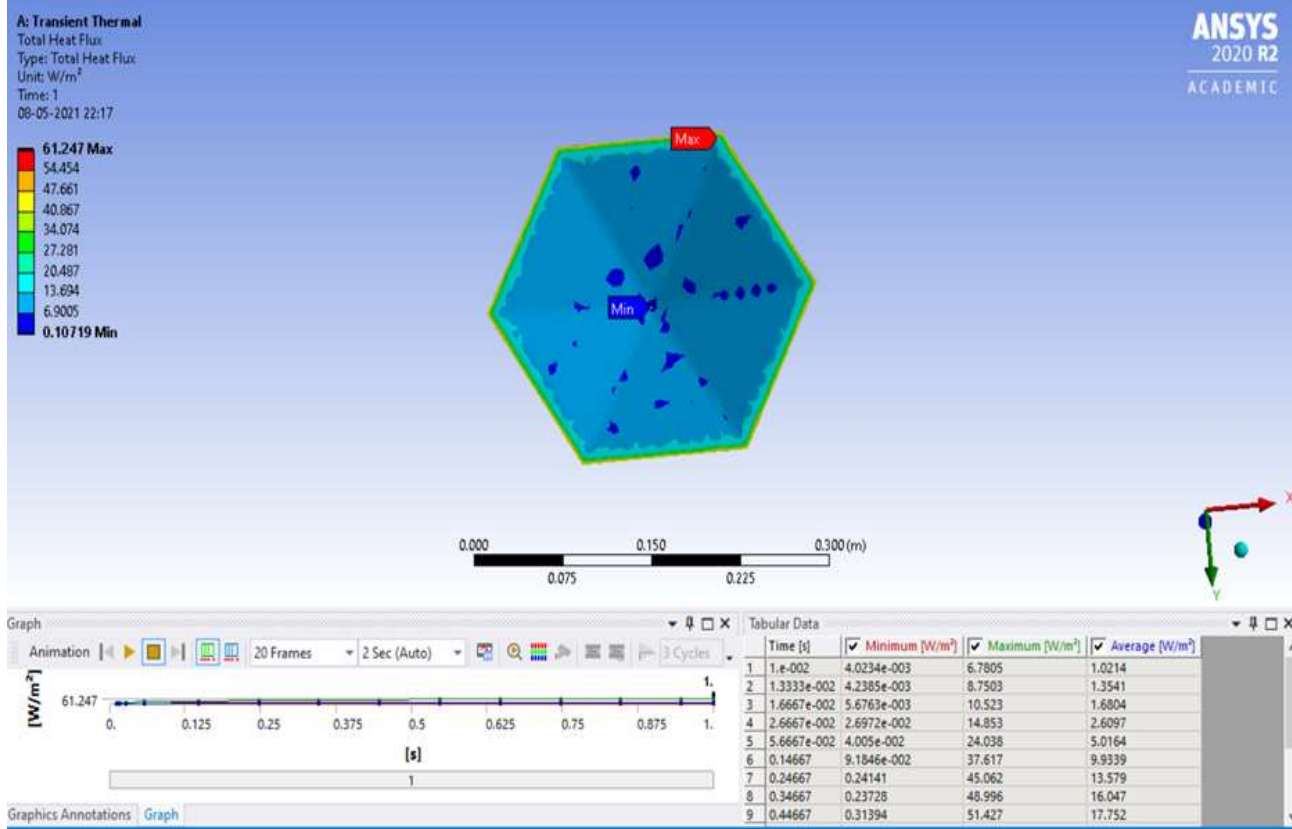 A: Transient Thermal
Total Heat Flux
Type: Total Heat Flux
Unit: W/m²
Time: 1
08-05-2021 22:17
61.247 Max
54.454
47.661
40.867
34.074
27.281
20.487
13.694
6.9005
0.10719 Min
ANSYS
2020 R2
ACADEMIC
Max
Min
0.000 0.150 0.300 (m)
0.075 0.225
X
Y
Graph
Animation 20 Frames 2 Sec (Auto) 3 Cycles
[W/m²]
61.247
1.
0. 0.125 0.25 0.375 0.5 0.625 0.75 0.875 1.
[s]
1
Graphics Annotations Graph
Tabular Data
Time [s] Minimum [W/m²] Maximum [W/m²] Average [W/m²]
1 1.e-002 4.0234e-003 6.7805 1.0214
2 1.3333e-002 4.2385e-003 8.7503 1.3541
3 1.6667e-002 5.6763e-003 10.523 1.6804
4 2.6667e-002 2.6972e-002 14.853 2.6097
5 5.6667e-002 4.005e-002 24.038 5.0164
6 0.14667 9.1846e-002 37.617 9.9339
7 0.24667 0.24141 45.062 13.579
8 0.34667 0.23728 48.996 16.047
9 0.44667 0.31394 51.427 17.752